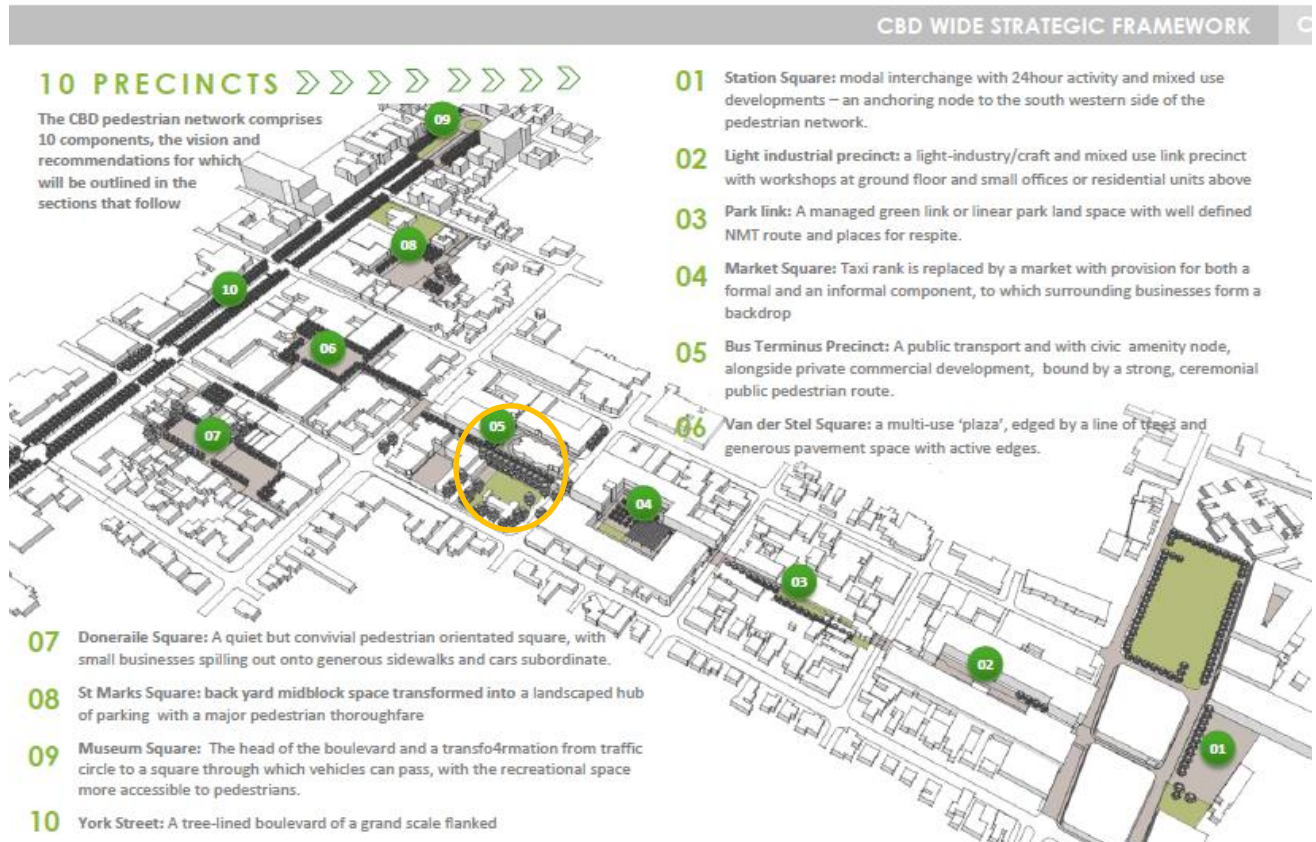 CBD WIDE STRATEGIC FRAMEWORK
C
10 PRECINCTS
The CBD pedestrian network comprises
10 components, the vision and
recommendations for which
will be outlined in the
sections that follow
01 Station Square: modal interchange with 24hour activity and mixed use
developments – an anchoring node to the south western side of the
pedestrian network.
02 Light industrial precinct: a light-industry/craft and mixed use link precinct
with workshops at ground floor and small offices or residential units above
03 Park link: A managed green link or linear park land space with well defined
NMT route and places for respite.
04 Market Square: Taxi rank is replaced by a market with provision for both a
formal and an informal component, to which surrounding businesses form a
backdrop
05 Bus Terminus Precinct: A public transport and with civic amenity node,
alongside private commercial development, bound by a strong, ceremonial
public pedestrian route.
06 Van der Stel Square: a multi-use ‘plaza’, edged by a line of trees and
generous pavement space with active edges.
09
08
10
06
07
05
04
03
02
01
07 Doneraile Square: A quiet but convivial pedestrian orientated square, with
small businesses spilling out onto generous sidewalks and cars subordinate.
08 St Marks Square: back yard midblock space transformed into a landscaped hub
of parking with a major pedestrian thoroughfare
09 Museum Square: The head of the boulevard and a transfo4rmation from traffic
circle to a square through which vehicles can pass, with the recreational space
more accessible to pedestrians.
10 York Street: A tree-lined boulevard of a grand scale flanked